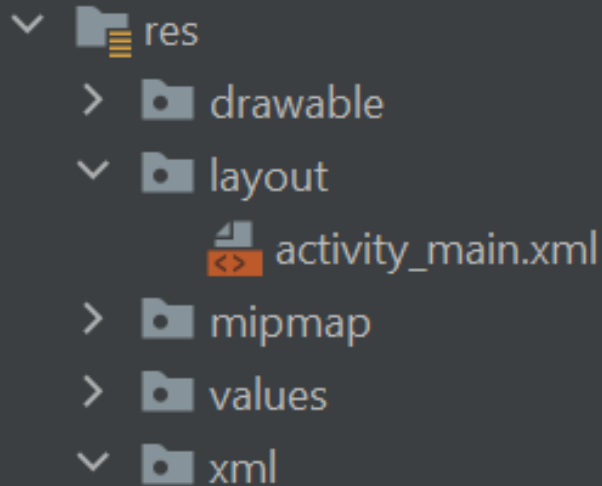 res
drawable
layout
activity_main.xml
mipmap
values
xml